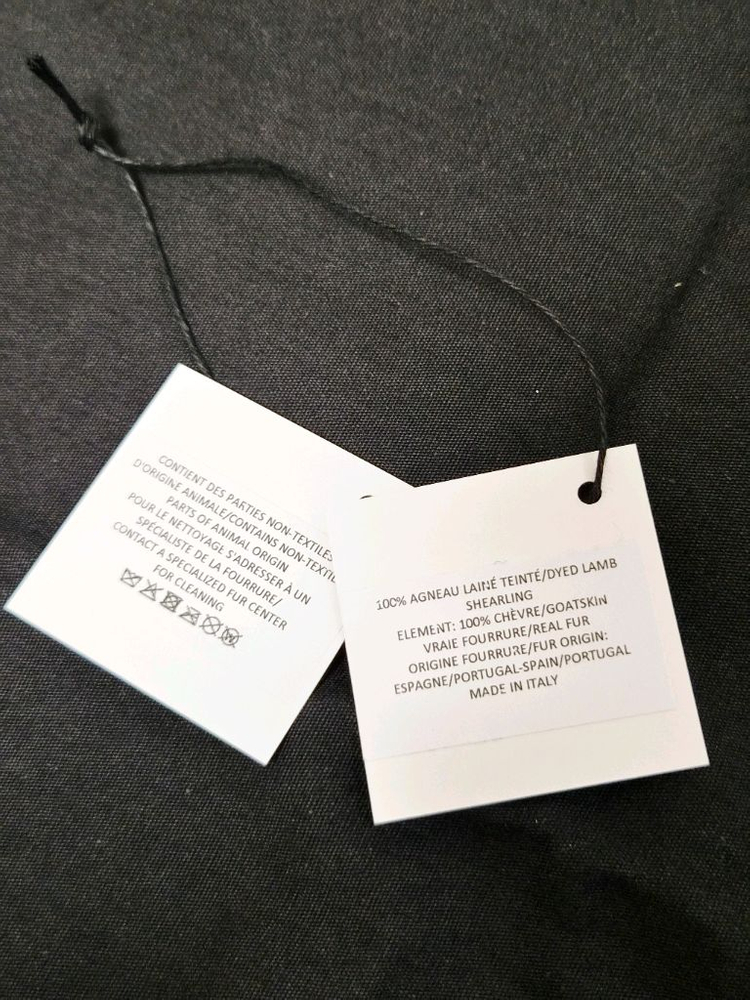 CONTIENT DES PARTIES NON-TEXTILES
D'ORIGINE ANIMALE/CONTAINS NON-TEXTILE
PARTS OF ANIMAL ORIGIN
POUR LE NETTOYAGE S'ADRESSER À UN
SPÉCIALISTE DE LA FOURRURE/
CONTACT A SPECIALIZED FUR CENTER
FOR CLEANING
100% AGNEAU LAINÉ TEINTÉ/DYED LAMB
SHEARLING
ELEMENT: 100% CHÈVRE/GOATSKIN
VRAIE FOURRURE/REAL FUR
ORIGINE FOURRURE/FUR ORIGIN:
ESPAGNE/PORTUGAL-SPAIN/PORTUGAL
MADE IN ITALY